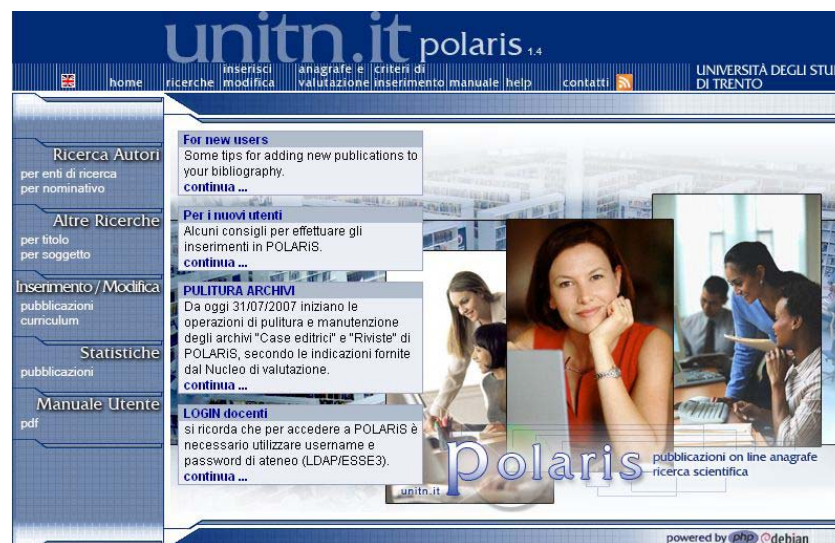 unitn.it polaris 1.4
home
ricerche
inserisci
modifica
anagrafe e
valutazione
criteri di
inserimento
manuale
help
contatti
UNIVERSITÀ DEGLI STU
DI TRENTO
Ricerca Autori
per enti di ricerca
per nominativo
Altre Ricerche
per titolo
per soggetto
Inserimento / Modifica
pubblicazioni
curriculum
Statistiche
pubblicazioni
Manuale Utente
pdf
For new users
Some tips for adding new publications to
your bibliography.
continua ...
Per i nuovi utenti
Alcuni consigli per effettuare gli
inserimenti in POLARiS.
continua ...
PULITURA ARCHIVI
Da oggi 31/07/2007 iniziano le
operazioni di pulitura e manutenzione
degli archivi "Case editrici" e "Riviste" di
POLARiS, secondo le indicazioni fornite
dal Nucleo di valutazione.
continua ...
LOGIN docenti
si ricorda che per accedere a POLARiS è
necessario utilizzare username e
password di ateneo (LDAP/ESSE3).
continua ...
unitn.it
polaris
pubblicazioni on line anagrafe
ricerca scientifica
powered by php debian